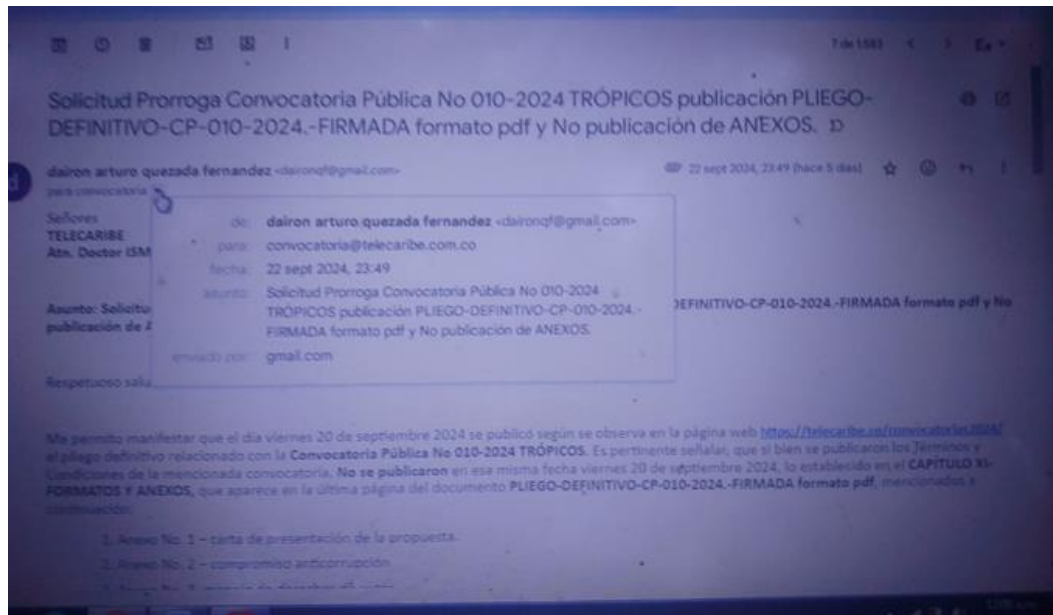 7 de 1.583
Solicitud Prorroga Convocatoria Pública No 010-2024 TRÓPICOS publicación PLIEGO-
DEFINITIVO-CP-010-2024.-FIRMADA formato pdf y No publicación de ANEXOS.
dairon arturo quezada fernandez <daironqf@gmail.com>
22 sept 2024, 23:49 (hace 5 días)
para convocatoria
Señores
TELECARIBE
Atn. Doctor ISM
de: dairon arturo quezada fernandez <daironqf@gmail.com>
para: convocatoria@telecaribe.com.co
fecha: 22 sept 2024, 23:49
asunto: Solicitud Prorroga Convocatoria Pública No 010-2024
TRÓPICOS publicación PLIEGO-DEFINITIVO-CP-010-2024.-
FIRMADA formato pdf y No publicación de ANEXOS.
enviado por: gmail.com
Asunto: Solicitu
DEFINITIVO-CP-010-2024.-FIRMADA formato pdf y No
publicación de A
Respetuoso salu
Me permito manifestar que el día viernes 20 de septiembre 2024 se publicó según se observa en la página web https://telecaribe.co/convocatorias2024/
el pliego definitivo relacionado con la Convocatoria Pública No 010-2024 TRÓPICOS. Es pertinente señalar, que si bien se publicaron los Términos y
Condiciones de la mencionada convocatoria. No se publicaron en esa misma fecha viernes 20 de septiembre 2024, lo establecido en el CAPÍTULO XI-
FORMATOS Y ANEXOS, que aparece en la última página del documento PLIEGO-DEFINITIVO-CP-010-2024.-FIRMADA formato pdf, mencionados a
continuación:
1. Anexo No. 1 – carta de presentación de la propuesta.
2. Anexo No. 2 – compromiso anticorrupción